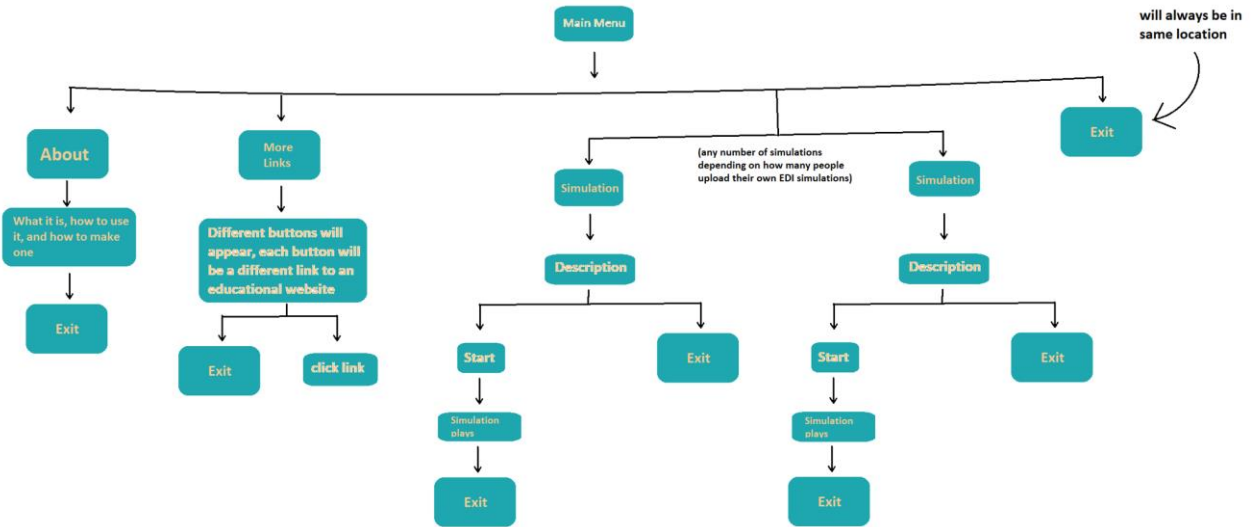 Main Menu
will always be in
same location
About
More
Links
Exit
(any number of simulations
depending on how many people
upload their own EDI simulations)
Simulation
Simulation
What it is, how to use
it, and how to make
one
Different buttons will
appear, each button will
be a different link to an
educational website
Description
Description
Exit
Exit
click link
Start
Exit
Start
Exit
Simulation
plays
Simulation
plays
Exit
Exit